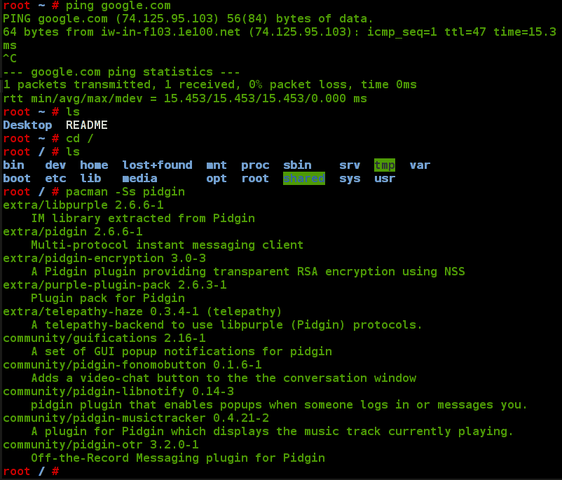 root ~ # ping google.com
PING google.com (74.125.95.103) 56(84) bytes of data.
64 bytes from iw-in-f103.1e100.net (74.125.95.103): icmp_seq=1 ttl=47 time=15.3
ms
^C
--- google.com ping statistics ---
1 packets transmitted, 1 received, 0% packet loss, time 0ms
rtt min/avg/max/mdev = 15.453/15.453/15.453/0.000 ms
root ~ # ls
Desktop  README
root ~ # cd /
root / # ls
bin   dev  home  lost+found  mnt  proc  sbin    srv  tmp  var
boot  etc  lib   media       opt  root  shared  sys  usr
root / # pacman -Ss pidgin
extra/libpurple 2.6.6-1
    IM library extracted from Pidgin
extra/pidgin 2.6.6-1
    Multi-protocol instant messaging client
extra/pidgin-encryption 3.0-3
    A Pidgin plugin providing transparent RSA encryption using NSS
extra/purple-plugin-pack 2.6.3-1
    Plugin pack for Pidgin
extra/telepathy-haze 0.3.4-1 (telepathy)
    A telepathy-backend to use libpurple (Pidgin) protocols.
community/guifications 2.16-1
    A set of GUI popup notifications for pidgin
community/pidgin-fonomobutton 0.1.6-1
    Adds a video-chat button to the the conversation window
community/pidgin-libnotify 0.14-3
    pidgin plugin that enables popups when someone logs in or messages you.
community/pidgin-musictracker 0.4.21-2
    A plugin for Pidgin which displays the music track currently playing.
community/pidgin-otr 3.2.0-1
    Off-the-Record Messaging plugin for Pidgin
root / #